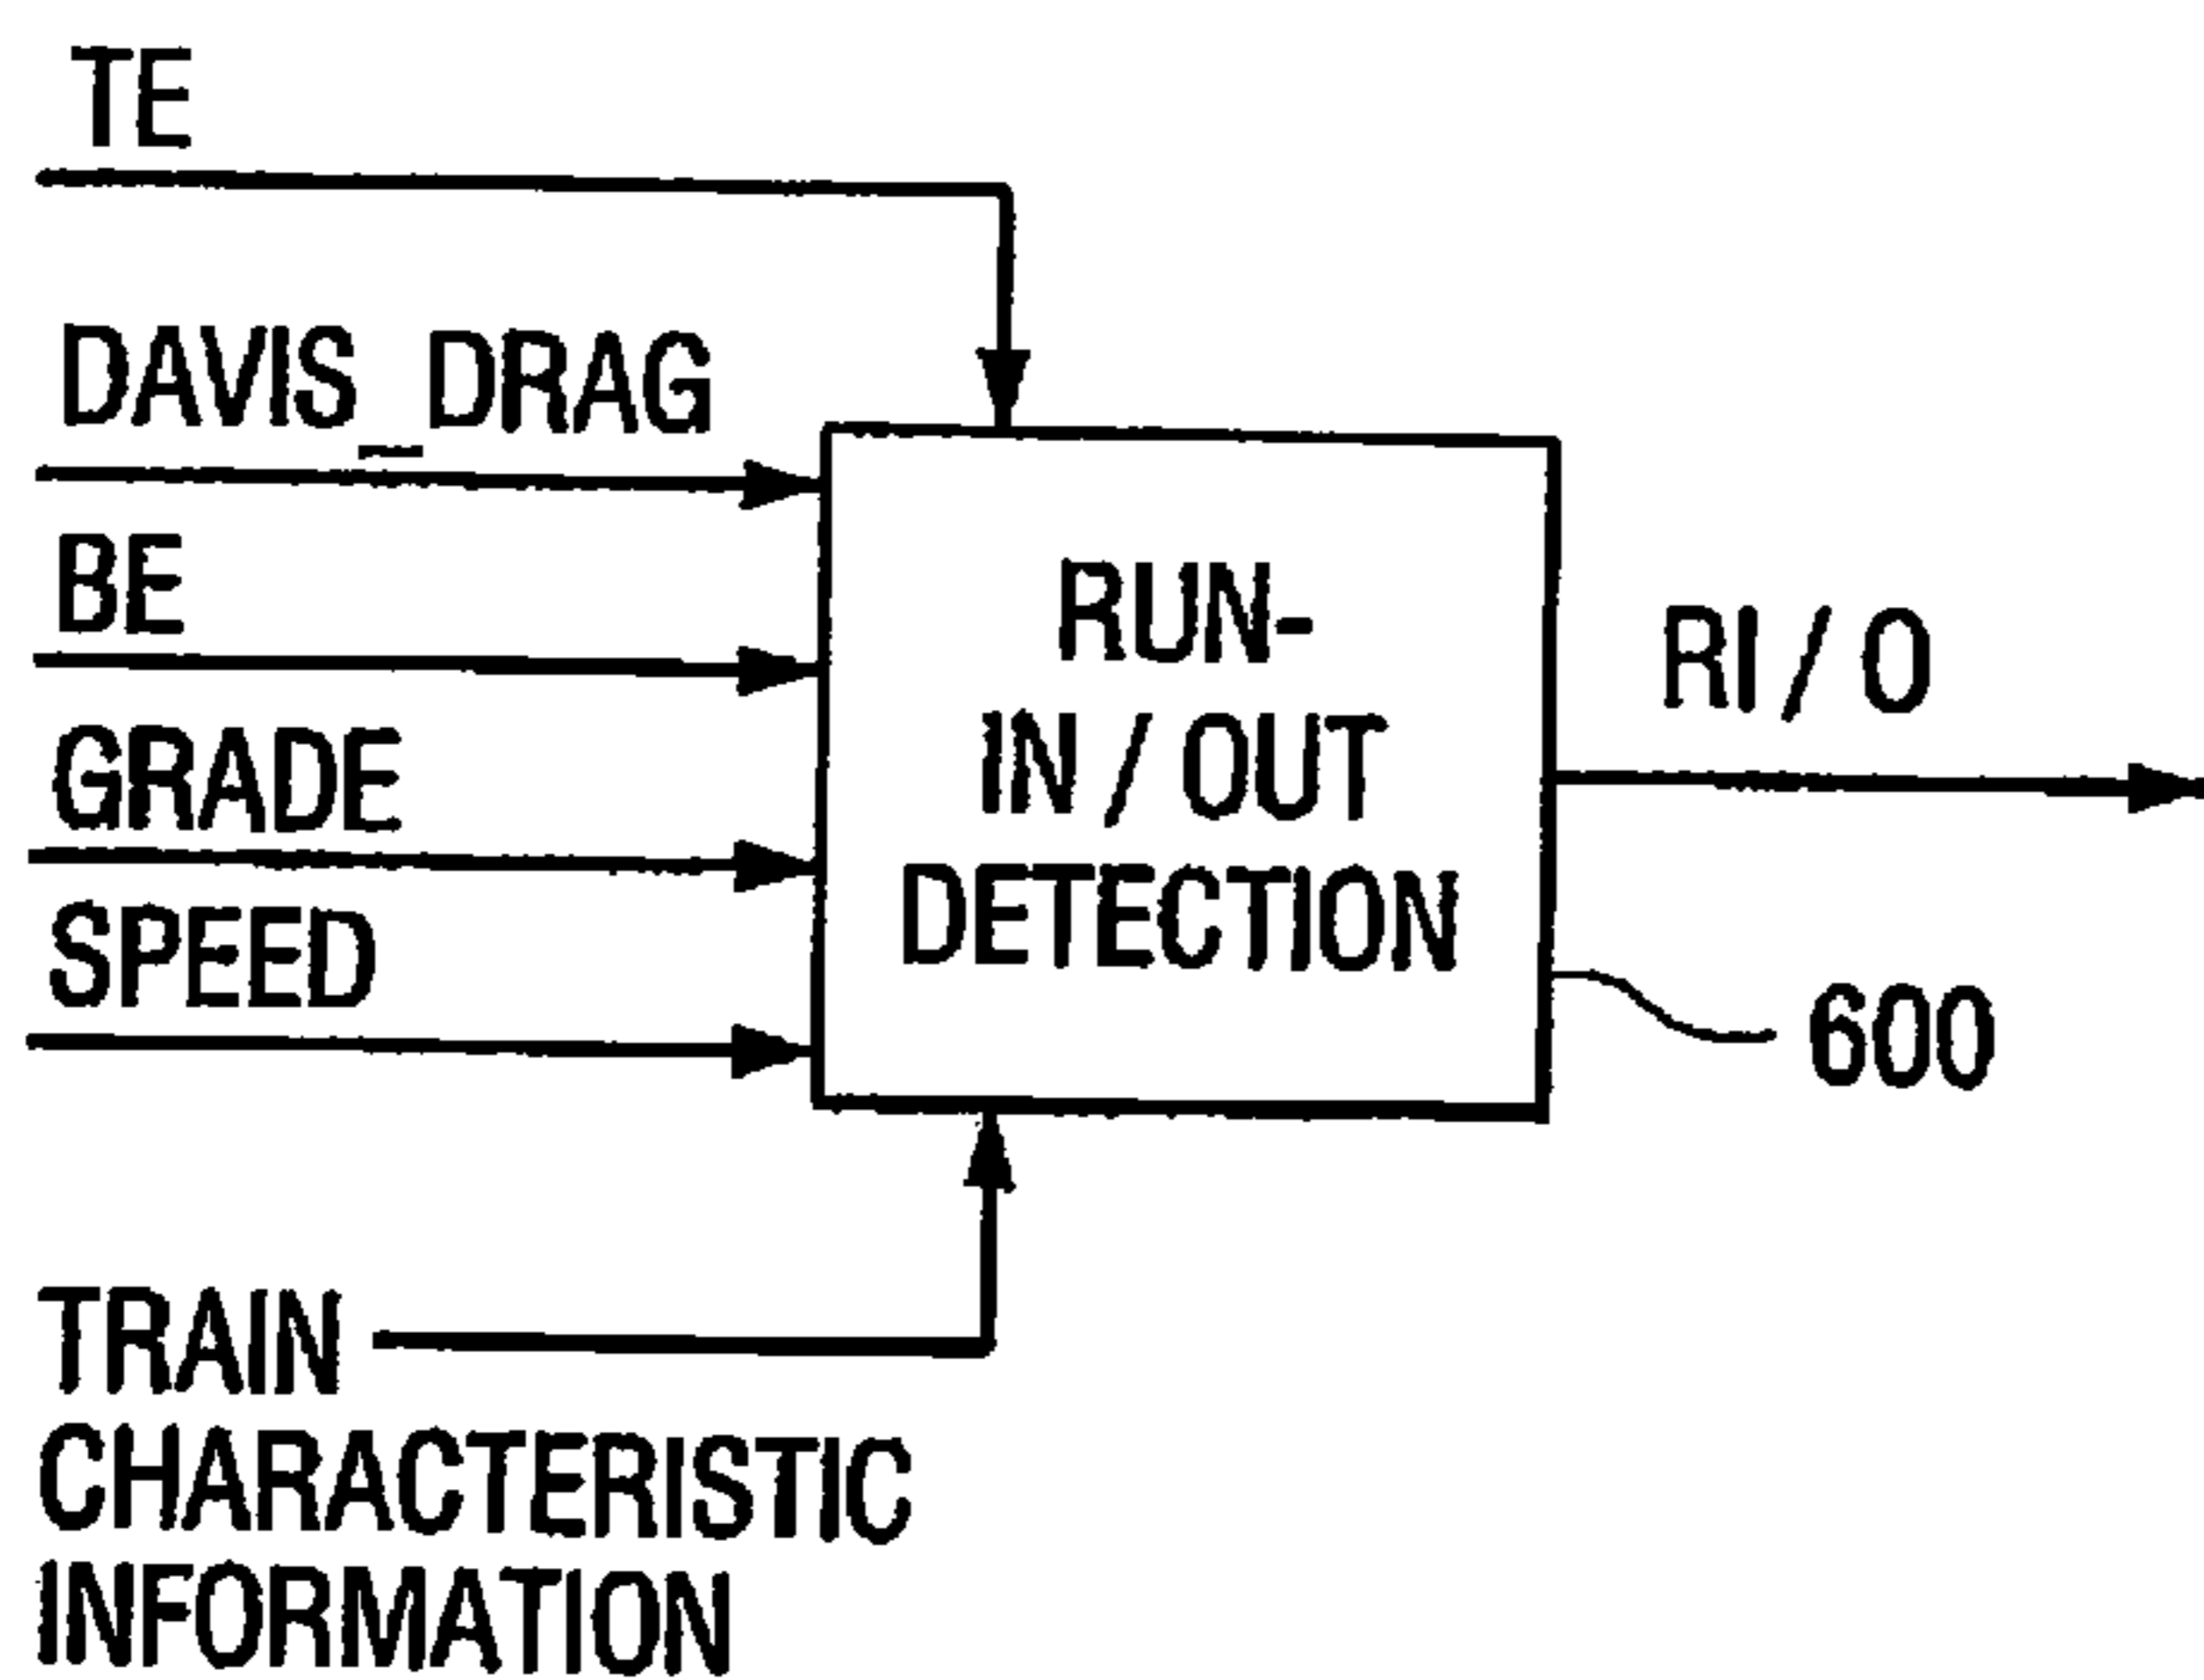 TE
DAVIS_DRAG
BE
GRADE
SPEED
RUN-
IN / OUT
DETECTION
RI / O
600
TRAIN
CHARACTERISTIC
INFORMATION